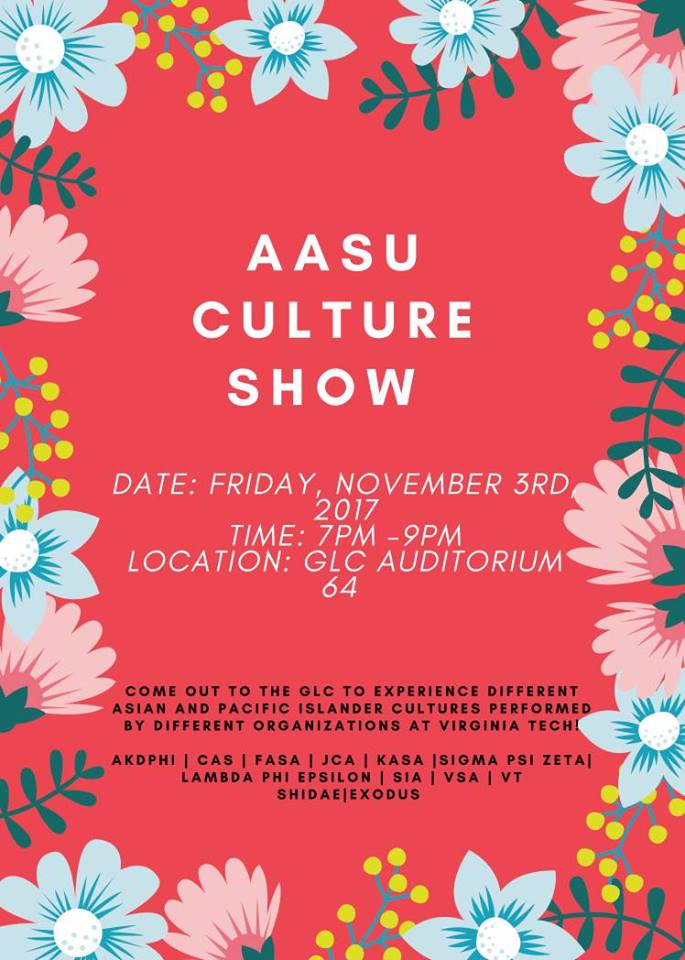 AASU
CULTURE
SHOW
DATE: FRIDAY, NOVEMBER 3RD,
2017
TIME: 7PM -9PM
LOCATION: GLC AUDITORIUM
64
COME OUT TO THE GLC TO EXPERIENCE DIFFERENT
ASIAN AND PACIFIC ISLANDER CULTURES PERFORMED
BY DIFFERENT ORGANIZATIONS AT VIRGINIA TECH!
AKDPHI | CAS | FASA | JCA | KASA |SIGMA PSI ZETA|
LAMBDA PHI EPSILON | SIA | VSA | VT
SHIDAE|EXODUS